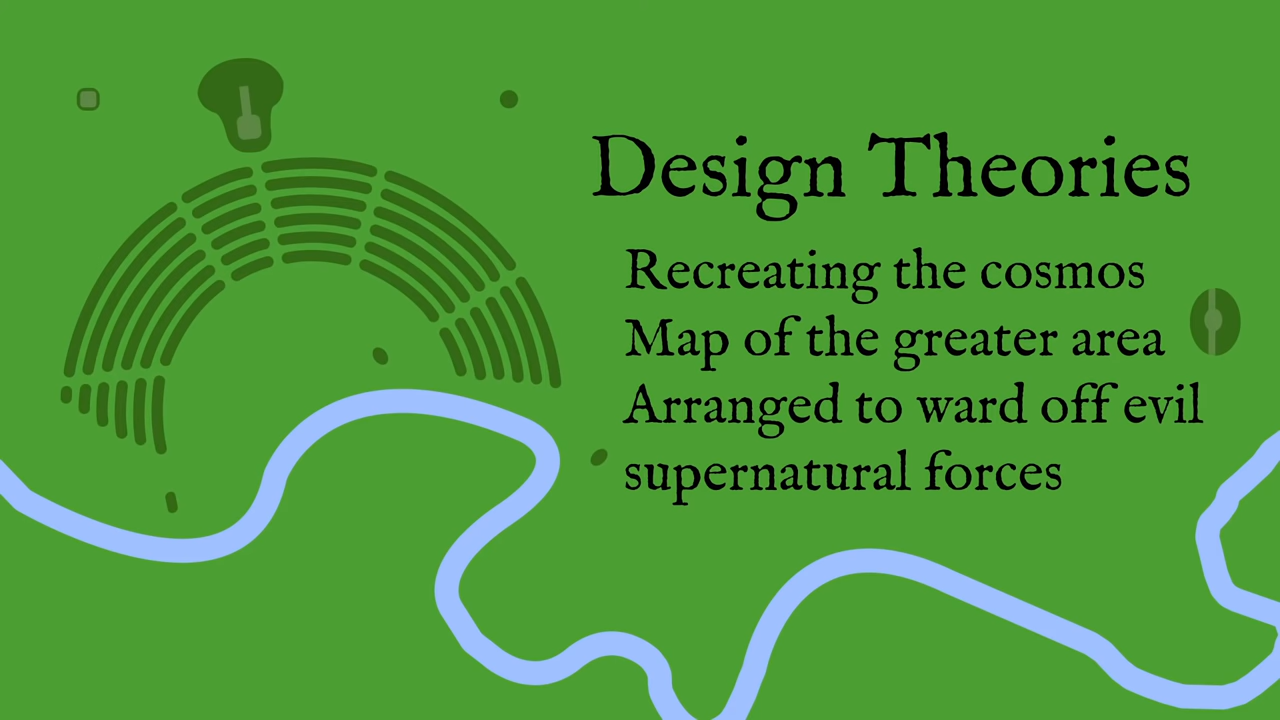 Design Theories
Recreating the cosmos
Map of the greater area
Arranged to ward off evil
supernatural forces